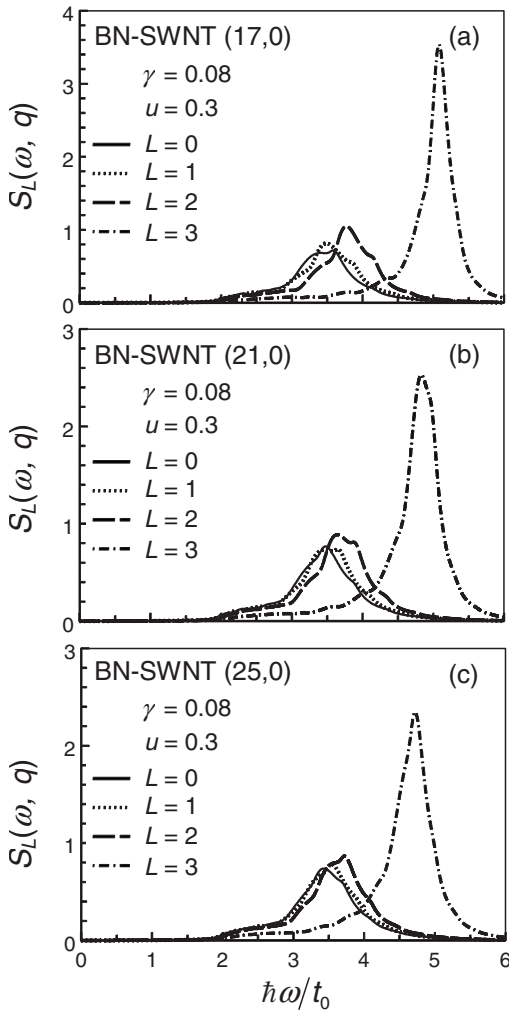 BN-SWNT (17,0) (a)
γ = 0.08
u = 0.3
L = 0
L = 1
L = 2
L = 3
S_L(ω, q)
4
3
2
1
0
BN-SWNT (21,0) (b)
γ = 0.08
u = 0.3
L = 0
L = 1
L = 2
L = 3
S_L(ω, q)
3
2
1
0
BN-SWNT (25,0) (c)
γ = 0.08
u = 0.3
L = 0
L = 1
L = 2
L = 3
S_L(ω, q)
3
2
1
0
0 1 2 3 4 5 6
ħω/t_0